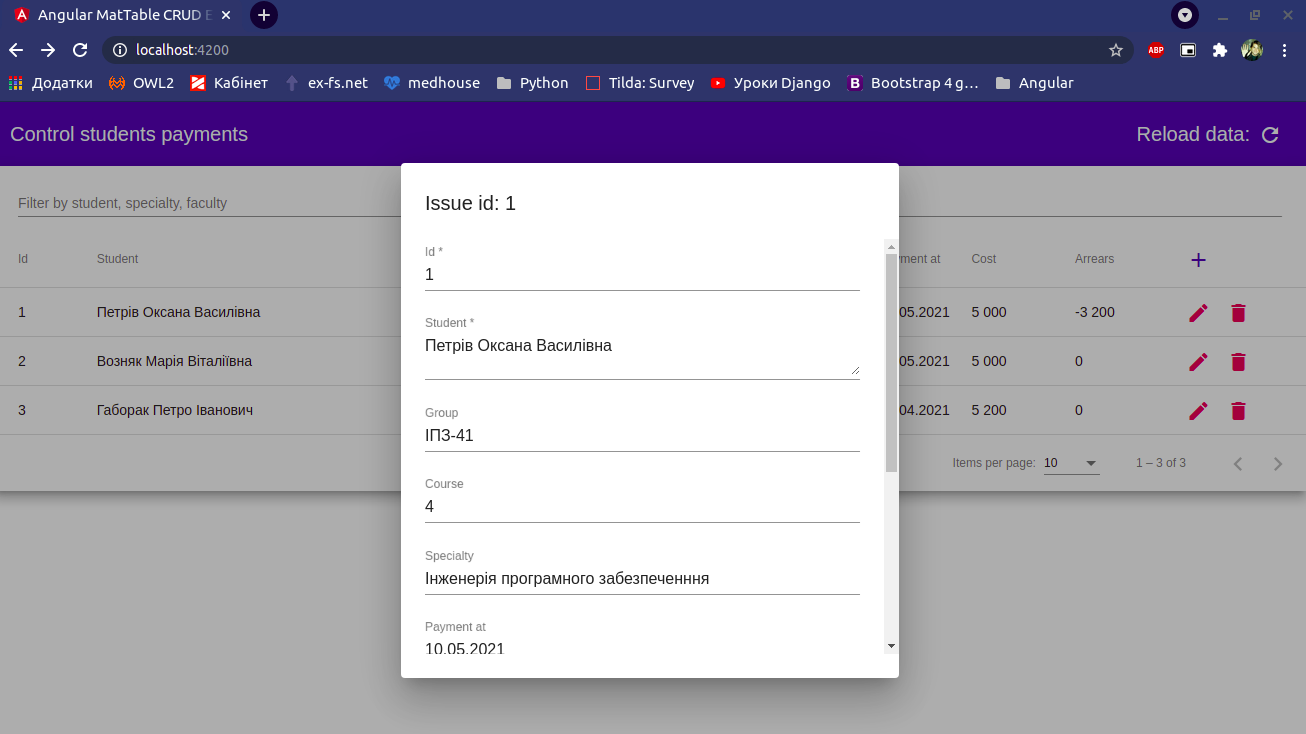 Angular MatTable CRUD E
localhost:4200
ABP
Додатки OWL2 Кабінет ex-fs.net medhouse Python Tilda: Survey Уроки Django B Bootstrap 4 g… Angular
Control students payments Reload data:
Filter by student, specialty, faculty
Id Student ment at Cost Arrears
1 Петрів Оксана Василівна 05.2021 5 000 -3 200
2 Возняк Марія Віталіївна 05.2021 5 000 0
3 Габорак Петро Іванович 04.2021 5 200 0
Items per page: 10 1 – 3 of 3
Issue id: 1
Id *
1
Student *
Петрів Оксана Василівна
Group
ІПЗ-41
Course
4
Specialty
Інженерія програмного забезпеченння
Payment at
10.05.2021